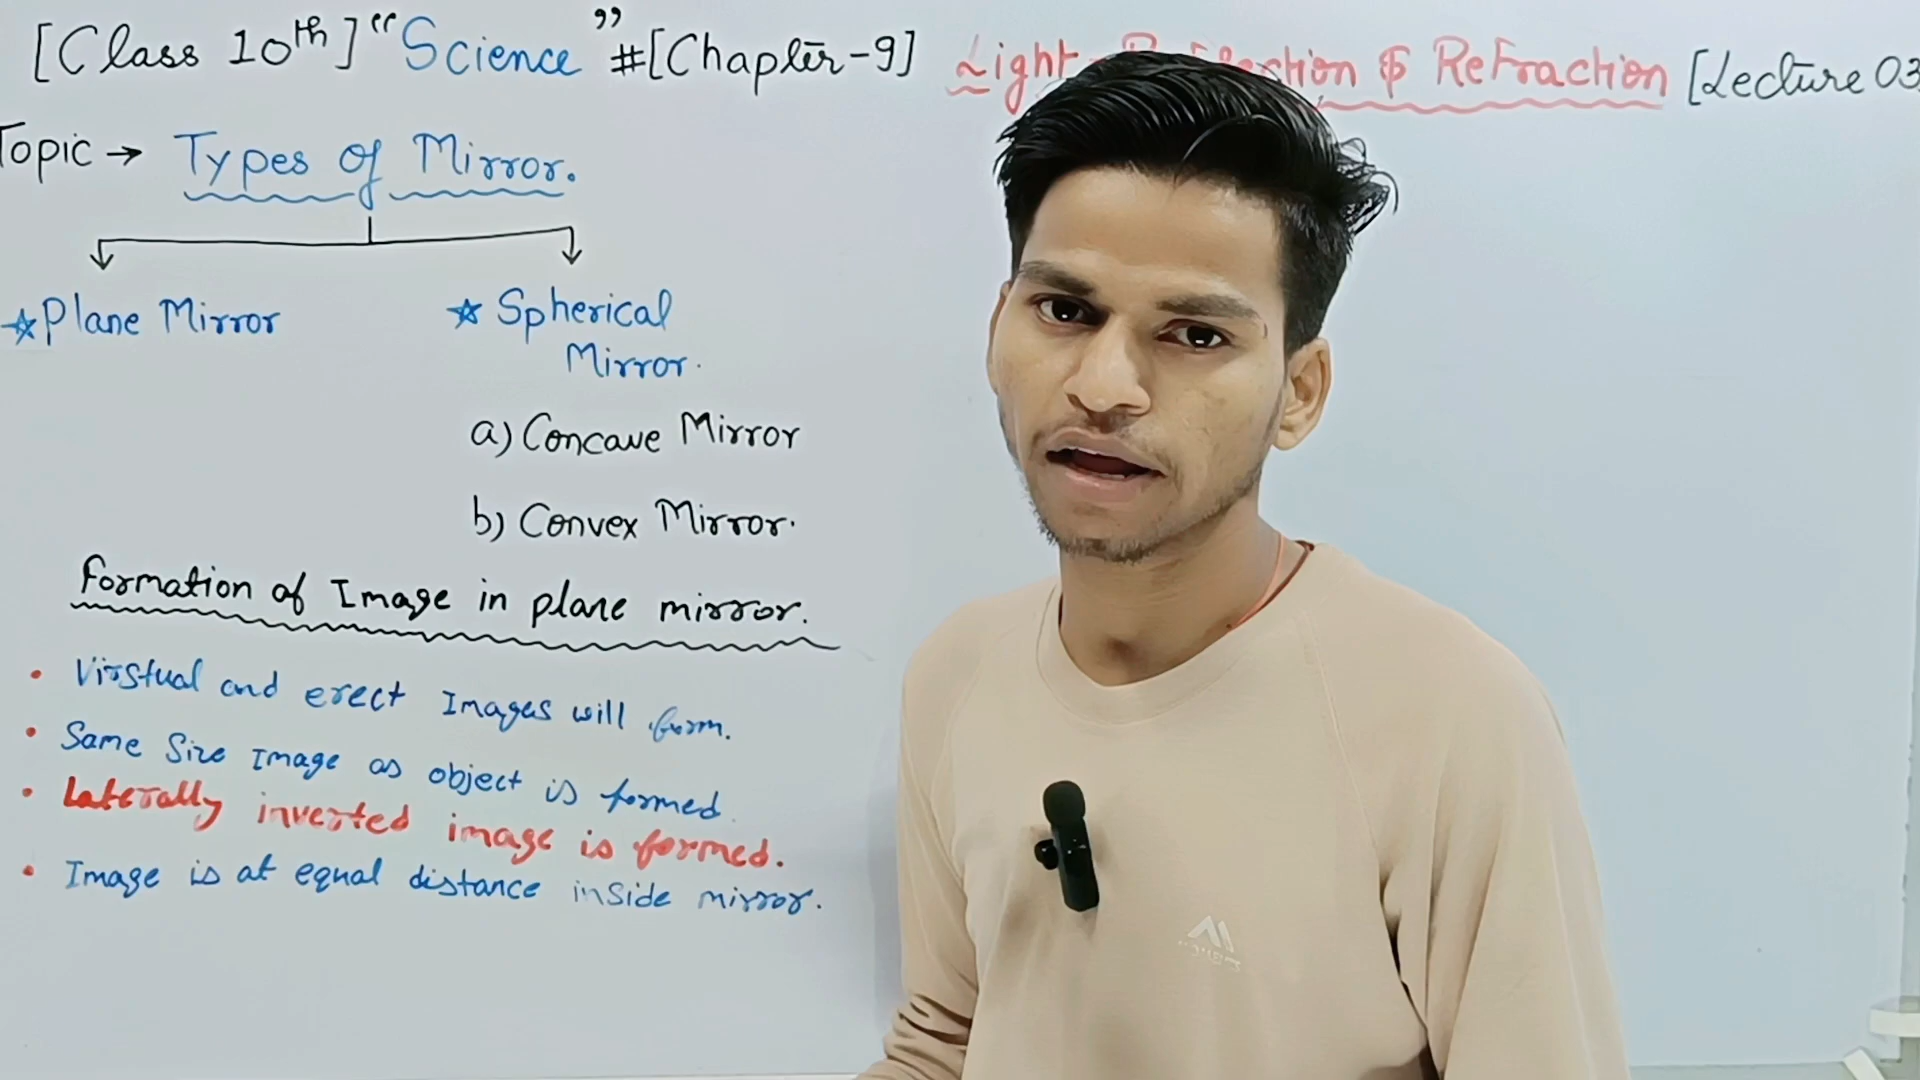 [Class 10th] "Science" #[Chapter-9] Light - Reflection & Refraction [Lecture 03]
Topic → Types of Mirror.
★ Plane Mirror ★ Spherical
Mirror.
a) Concave Mirror
b) Convex Mirror.
Formation of Image in plane mirror.
• Virstual and erect Images will form.
• Same Size Image as object is formed.
• Laterally inverted image is formed.
• Image is at equal distance inside mirror.